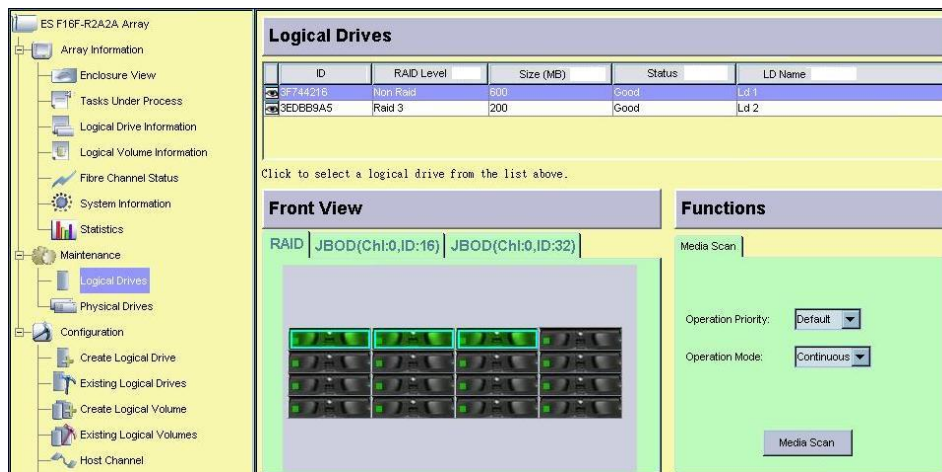 ES F16F-R2A2A Array
Array Information
Enclosure View
Tasks Under Process
Logical Drive Information
Logical Volume Information
Fibre Channel Status
System Information
Statistics
Maintenance
Logical Drives
Physical Drives
Configuration
Create Logical Drive
Existing Logical Drives
Create Logical Volume
Existing Logical Volumes
Host Channel
Logical Drives
ID RAID Level Size (MB) Status LD Name
3F744216 Non Raid 600 Good Ld 1
3EDBB9A5 Raid 3 200 Good Ld 2
Click to select a logical drive from the list above.
Front View
RAID JBOD(Chl:0,ID:16) JBOD(Chl:0,ID:32)
Functions
Media Scan
Operation Priority: Default
Operation Mode: Continuous
Media Scan